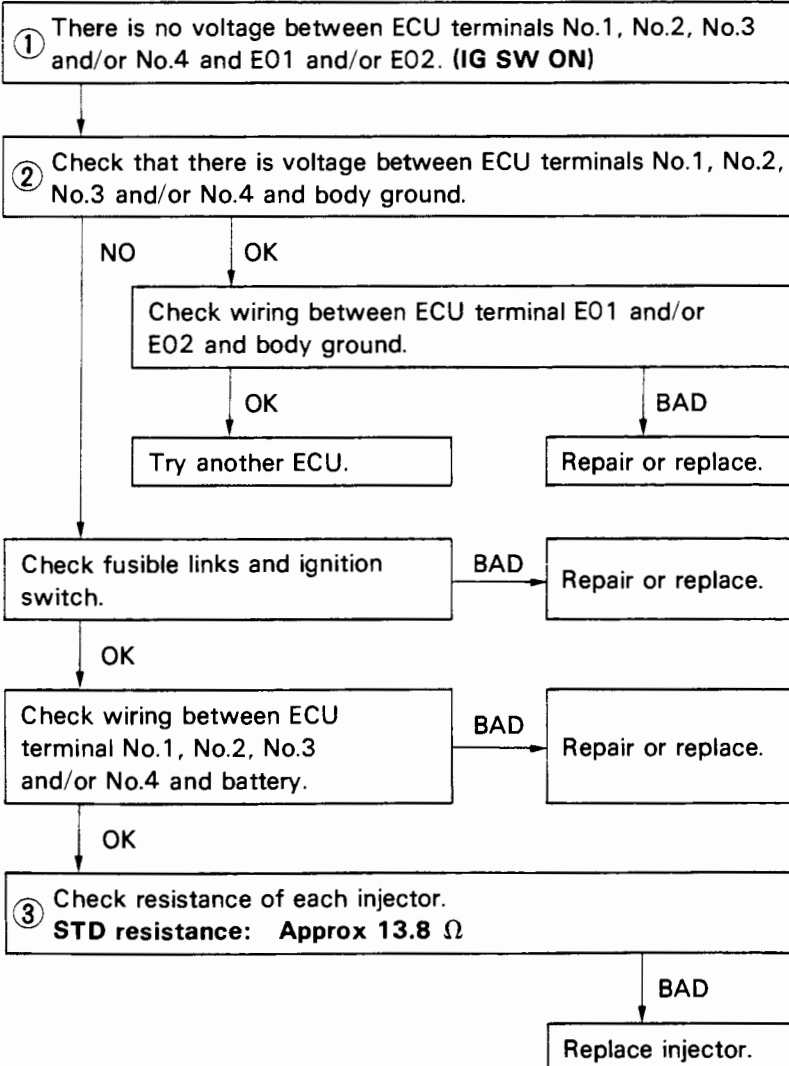 ① There is no voltage between ECU terminals No.1, No.2, No.3
and/or No.4 and E01 and/or E02. (IG SW ON)
② Check that there is voltage between ECU terminals No.1, No.2,
No.3 and/or No.4 and body ground.
NO
OK
Check wiring between ECU terminal E01 and/or
E02 and body ground.
OK
BAD
Try another ECU.
Repair or replace.
Check fusible links and ignition
switch.
BAD
Repair or replace.
OK
Check wiring between ECU
terminal No.1, No.2, No.3
and/or No.4 and battery.
BAD
Repair or replace.
OK
③ Check resistance of each injector.
STD resistance: Approx 13.8 Ω
BAD
Replace injector.